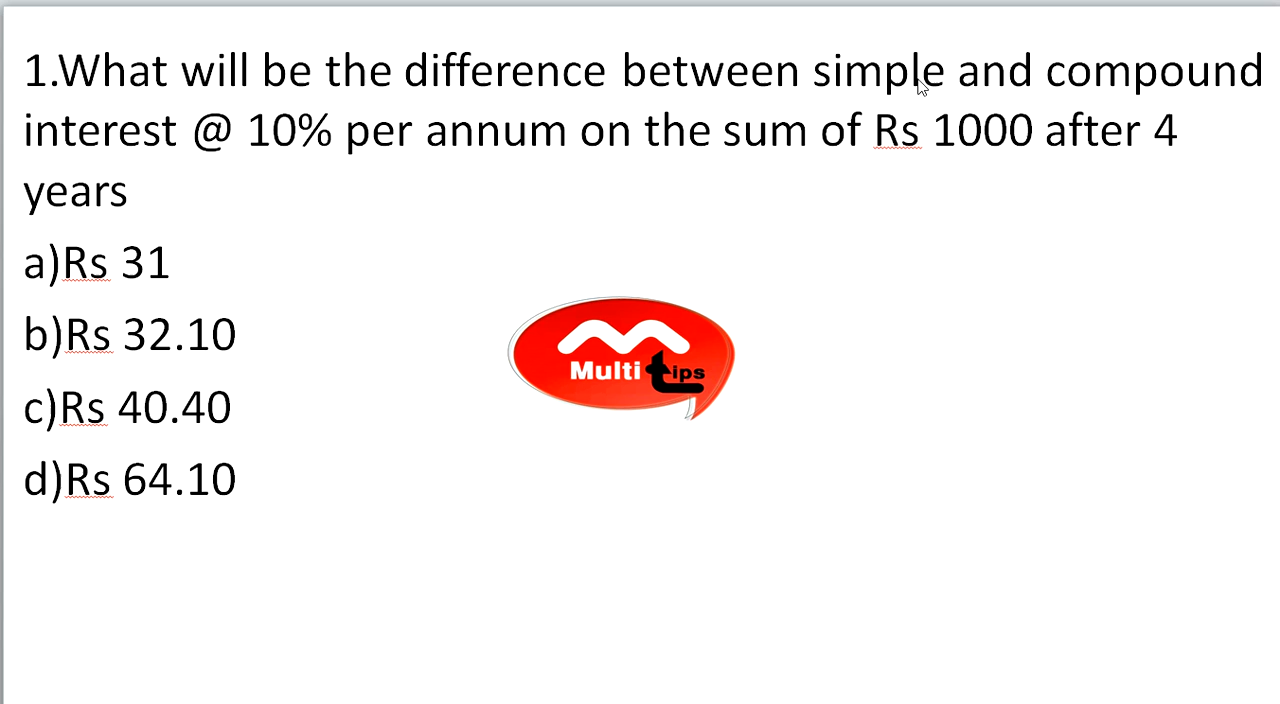 1.What will be the difference between simple and compound
interest @ 10% per annum on the sum of Rs 1000 after 4
years
a)Rs 31
b)Rs 32.10
c)Rs 40.40
d)Rs 64.10
Multi tips